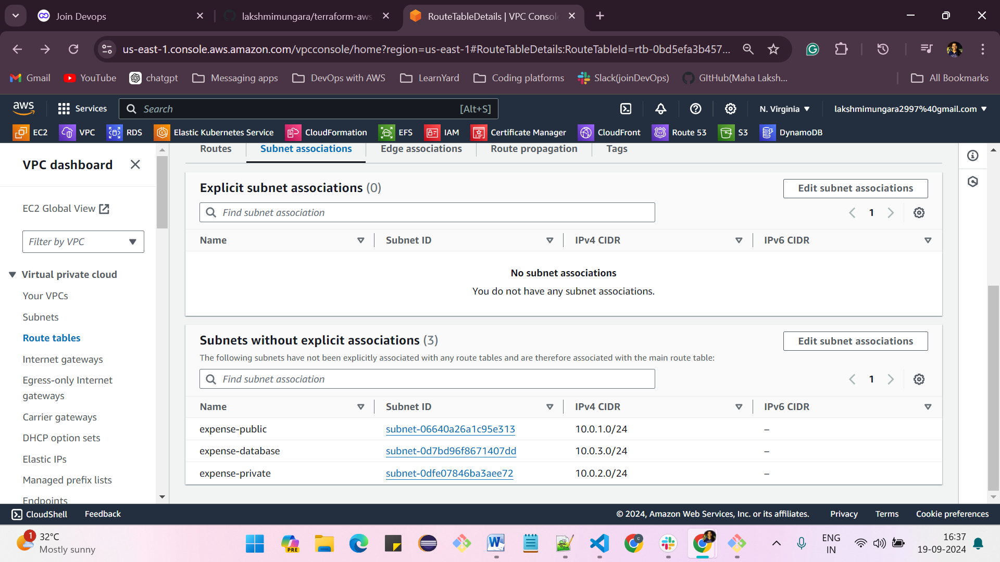 Join Devops
lakshmimungara/terraform-aws
RouteTableDetails | VPC Consol
us-east-1.console.aws.amazon.com/vpcconsole/home?region=us-east-1#RouteTableDetails:RouteTableId=rtb-0bd5efa3b457...
Gmail YouTube chatgpt Messaging apps DevOps with AWS LearnYard Coding platforms Slack(joinDevOps) GItHub(Maha Laksh... All Bookmarks
aws Services Search [Alt+S] N. Virginia lakshmimungara2997%40gmail.com
EC2 VPC RDS Elastic Kubernetes Service CloudFormation EFS IAM Certificate Manager CloudFront Route 53 S3 DynamoDB
VPC dashboard
EC2 Global View
Filter by VPC
Virtual private cloud
Your VPCs
Subnets
Route tables
Internet gateways
Egress-only Internet
gateways
Carrier gateways
DHCP option sets
Elastic IPs
Managed prefix lists
Endpoints
Routes Subnet associations Edge associations Route propagation Tags
Explicit subnet associations (0) Edit subnet associations
Find subnet association 1
Name Subnet ID IPv4 CIDR IPv6 CIDR
No subnet associations
You do not have any subnet associations.
Subnets without explicit associations (3) Edit subnet associations
The following subnets have not been explicitly associated with any route tables and are therefore associated with the main route table:
Find subnet association 1
Name Subnet ID IPv4 CIDR IPv6 CIDR
expense-public subnet-06640a26a1c95e313 10.0.1.0/24 –
expense-database subnet-0d7bd96f8671407dd 10.0.3.0/24 –
expense-private subnet-0dfe07846ba3aee72 10.0.2.0/24 –
CloudShell Feedback © 2024, Amazon Web Services, Inc. or its affiliates. Privacy Terms Cookie preferences
1 32°C
Mostly sunny
PRE
C
ENG
IN
16:37
19-09-2024